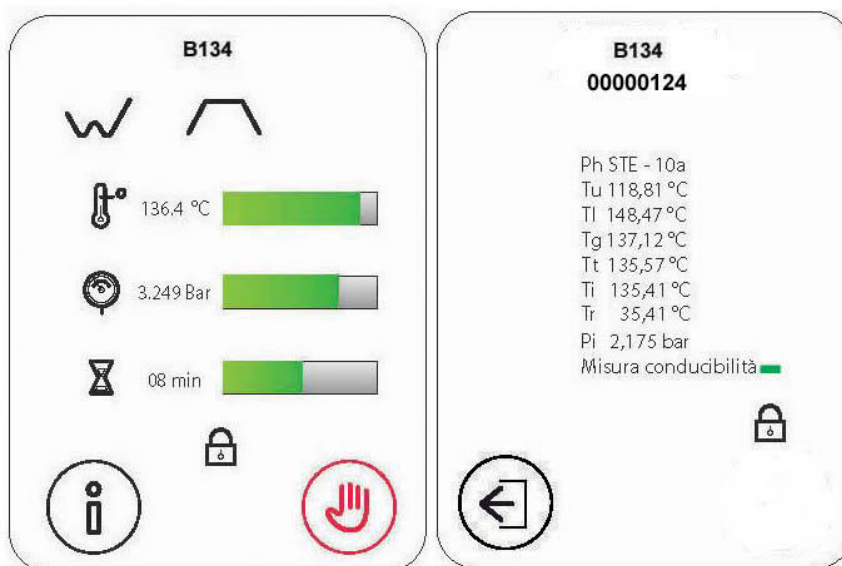 B134
136.4 °C
3.249 Bar
08 min
B134
00000124
Ph STE - 10a
Tu 118,81 °C
Tl 148,47 °C
Tg 137,12 °C
Tt 135,57 °C
Ti 135,41 °C
Tr 35,41 °C
Pi 2,175 bar
Misura conducibilità